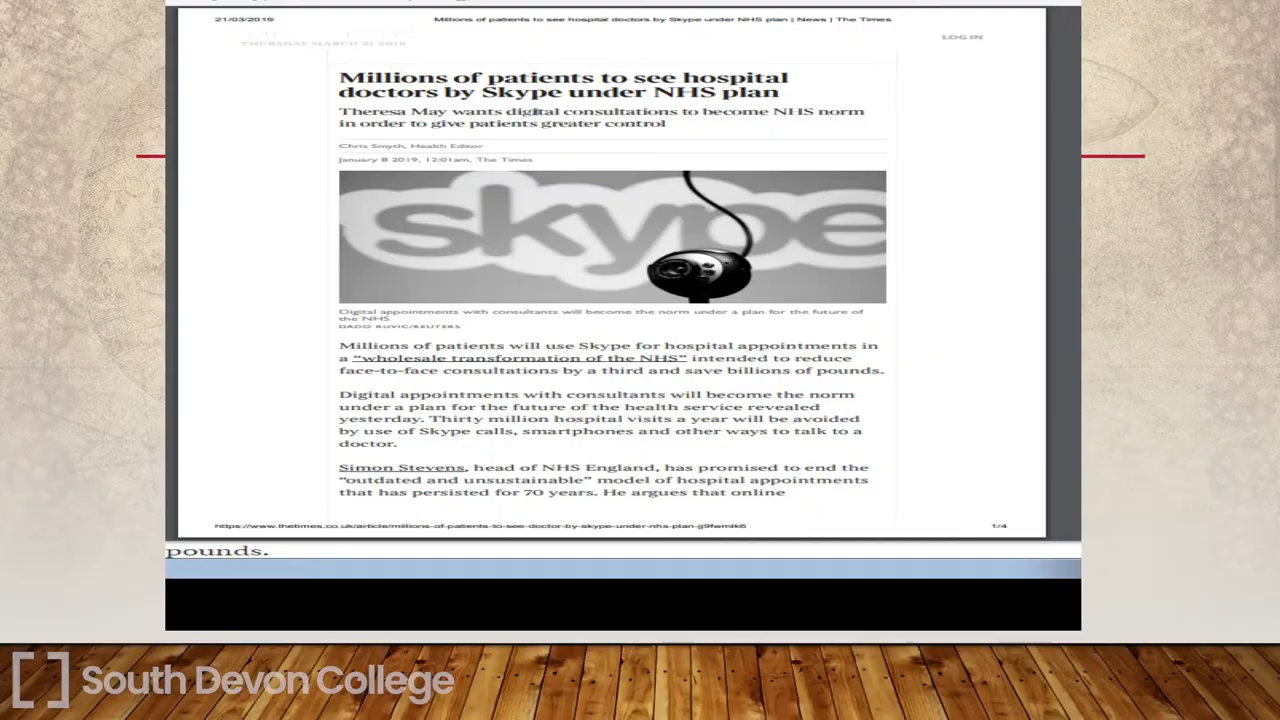 21/03/2019 Millions of patients to see hospital doctors by Skype under NHS plan | News | The Times
THURSDAY MARCH 21 2019
LOG IN
Millions of patients to see hospital
doctors by Skype under NHS plan
Theresa May wants digital consultations to become NHS norm
in order to give patients greater control
Chris Smyth, Health Editor
January 8 2019, 12:01am, The Times
skype
Digital appointments with consultants will become the norm under a plan for the future of
the NHS
DADO RUVIC/REUTERS
Millions of patients will use Skype for hospital appointments in
a “wholesale transformation of the NHS” intended to reduce
face-to-face consultations by a third and save billions of pounds.
Digital appointments with consultants will become the norm
under a plan for the future of the health service revealed
yesterday. Thirty million hospital visits a year will be avoided
by use of Skype calls, smartphones and other ways to talk to a
doctor.
Simon Stevens, head of NHS England, has promised to end the
“outdated and unsustainable” model of hospital appointments
that has persisted for 70 years. He argues that online
1/4
pounds.
South Devon College